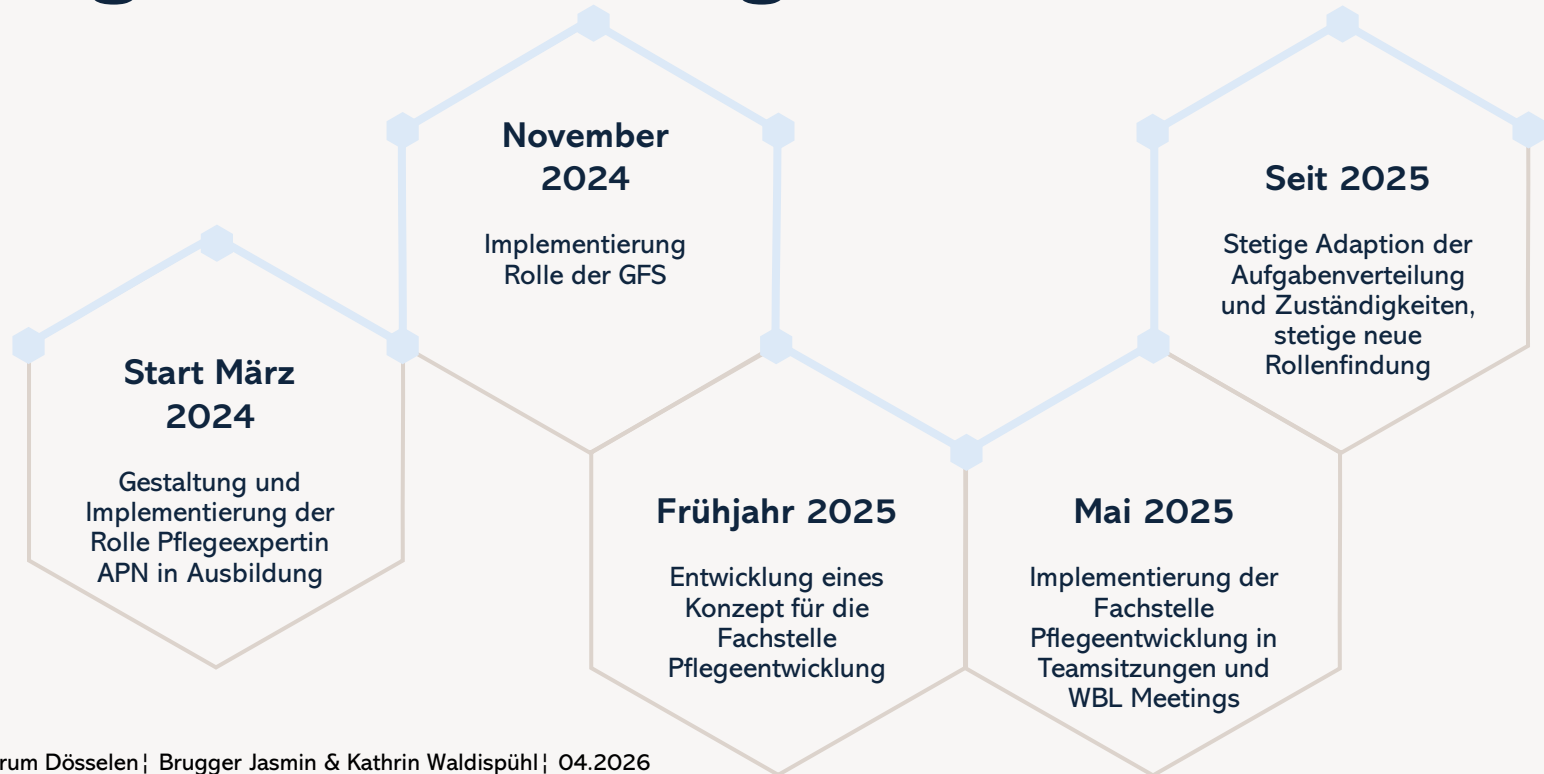 Start März
2024
Gestaltung und
Implementierung der
Rolle Pflegeexpertin
APN in Ausbildung
November
2024
Implementierung
Rolle der GFS
Frühjahr 2025
Entwicklung eines
Konzept für die
Fachstelle
Pflegeentwicklung
Mai 2025
Implementierung der
Fachstelle
Pflegeentwicklung in
Teamsitzungen und
WBL Meetings
Seit 2025
Stetige Adaption der
Aufgabenverteilung
und Zuständigkeiten,
stetige neue
Rollenfindung
rum Dösselen¦ Brugger Jasmin & Kathrin Waldispühl¦ 04.2026